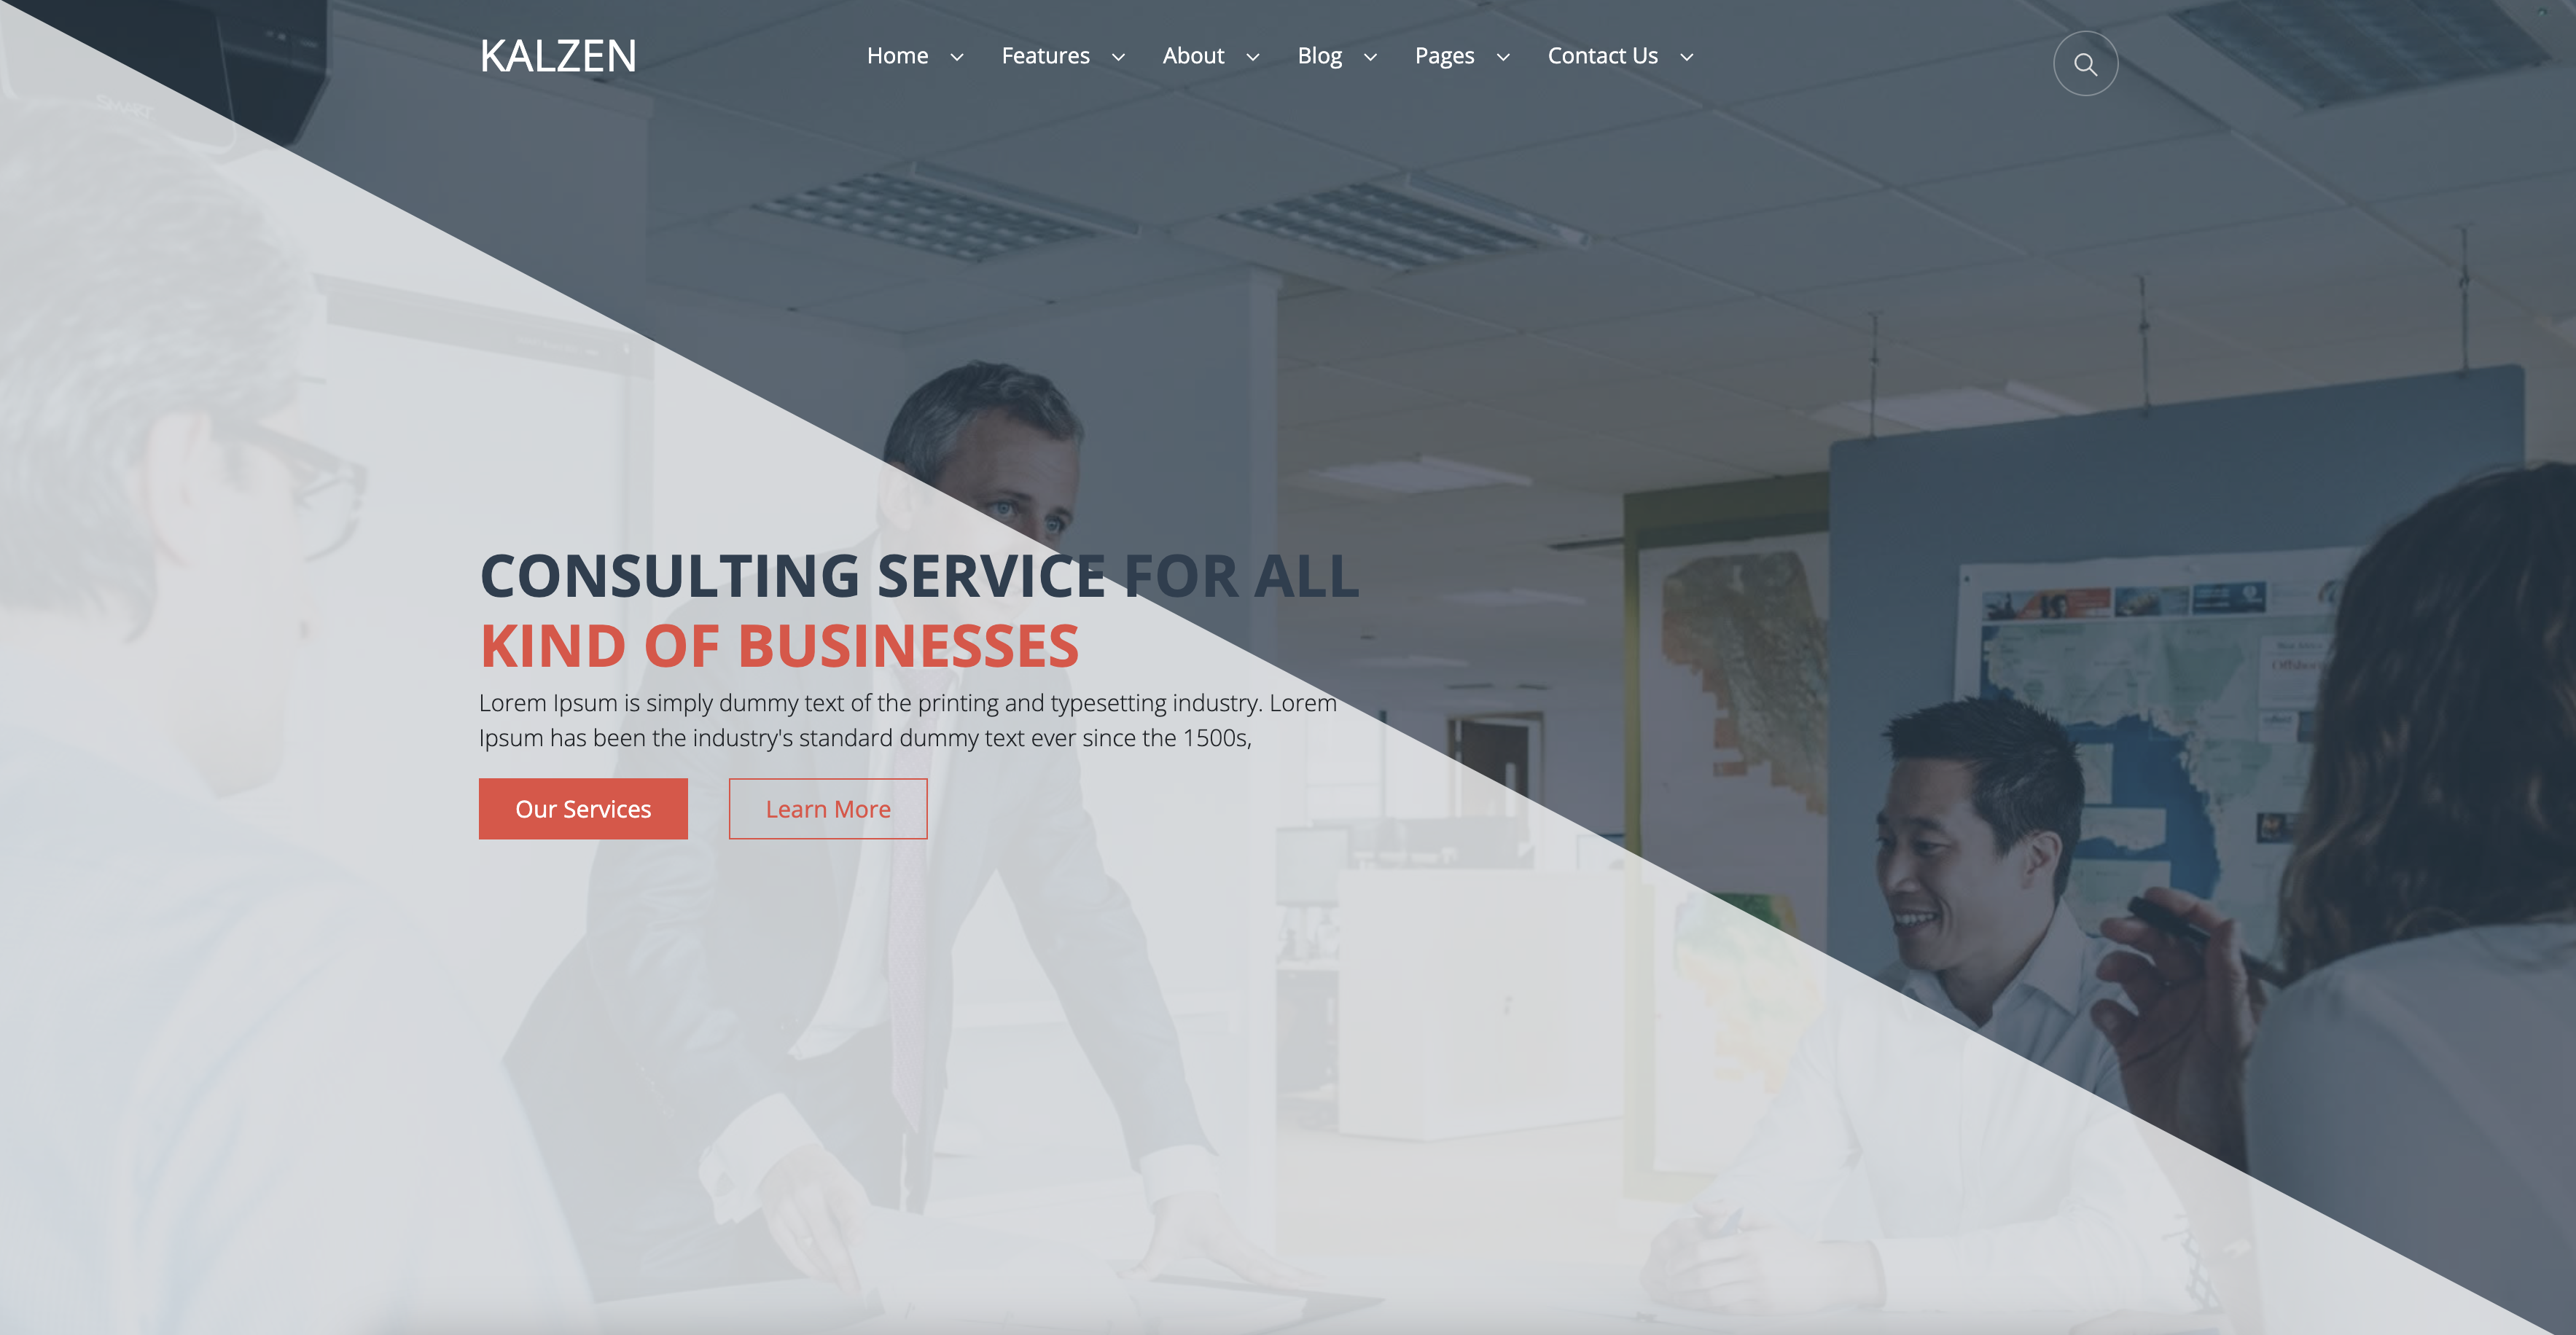 KALZEN
Home Features About Blog Pages Contact Us
SMART
CONSULTING SERVICE FOR ALL
KIND OF BUSINESSES
Lorem Ipsum is simply dummy text of the printing and typesetting industry. Lorem
Ipsum has been the industry's standard dummy text ever since the 1500s,
Our Services Learn More